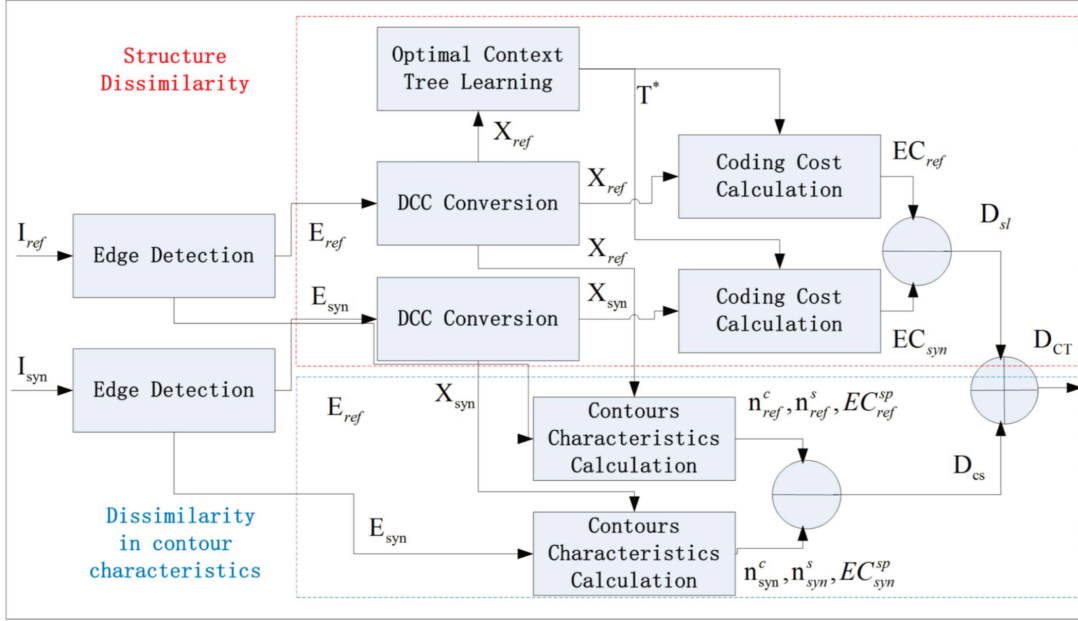 Structure
Dissimilarity
Optimal Context
Tree Learning
T*
X_ref
Coding Cost
Calculation
EC_ref
DCC Conversion
X_ref
D_sl
I_ref
Edge Detection
E_ref
X_ref
E_syn
DCC Conversion
X_syn
Coding Cost
Calculation
EC_syn
D_CT
I_syn
Edge Detection
X_syn
E_ref
Contours
Characteristics
Calculation
n^c_ref, n^s_ref, EC^sp_ref
D_cs
Dissimilarity
in contour
characteristics
E_syn
Contours
Characteristics
Calculation
n^c_syn, n^s_syn, EC^sp_syn